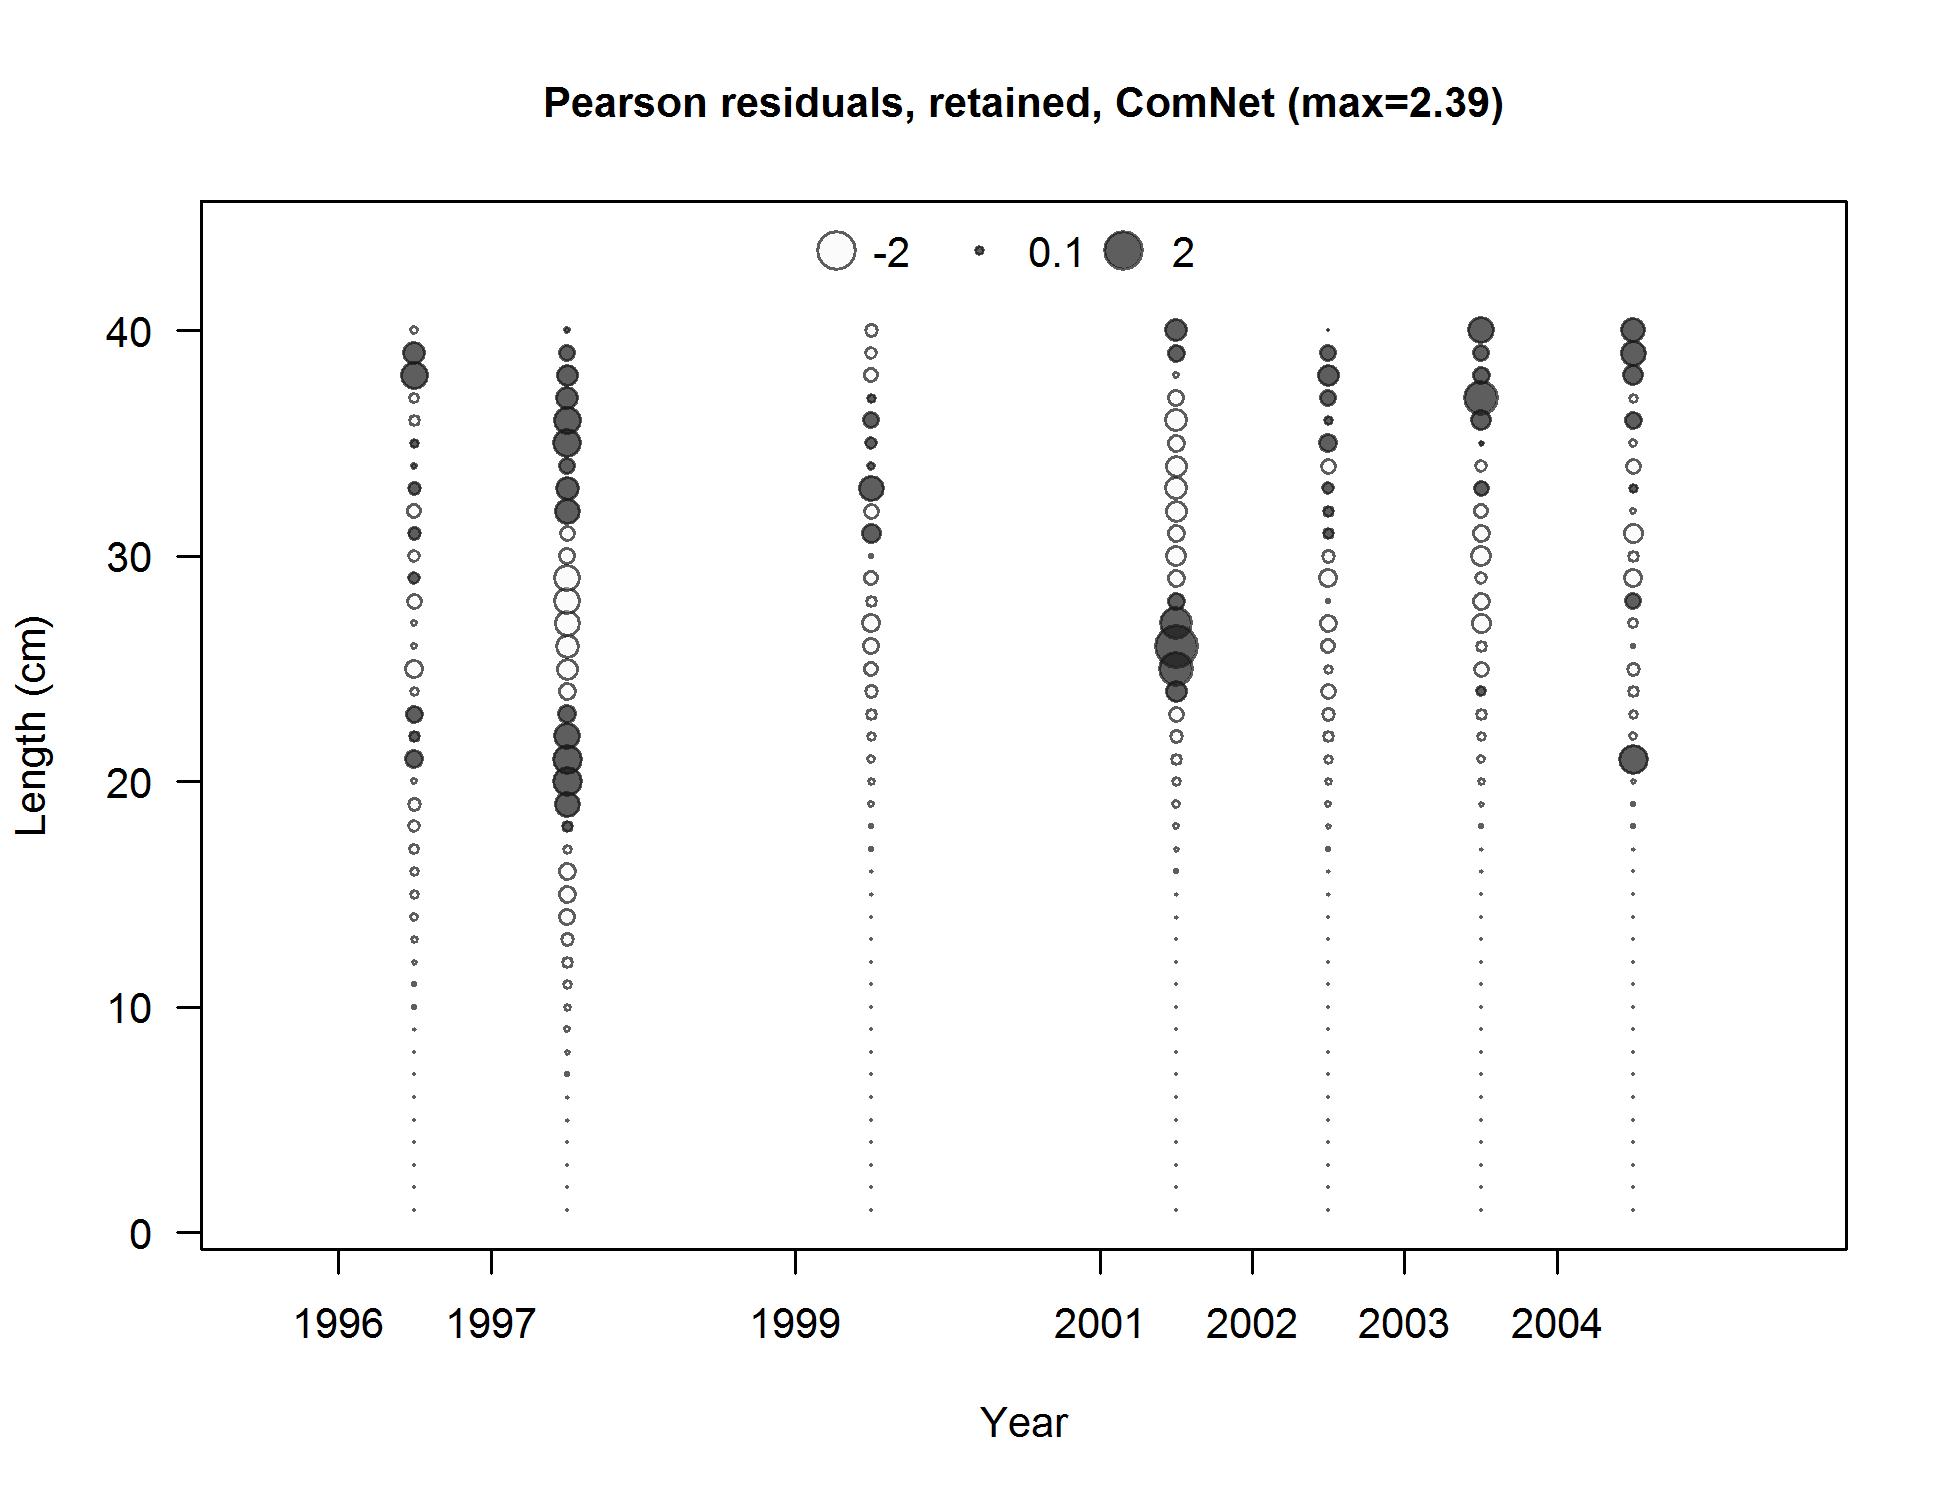 Pearson residuals, retained, ComNet (max=2.39)
-2 0.1 2
40
30
20
10
0
Length (cm)
1996 1997 1999 2001 2002 2003 2004
Year